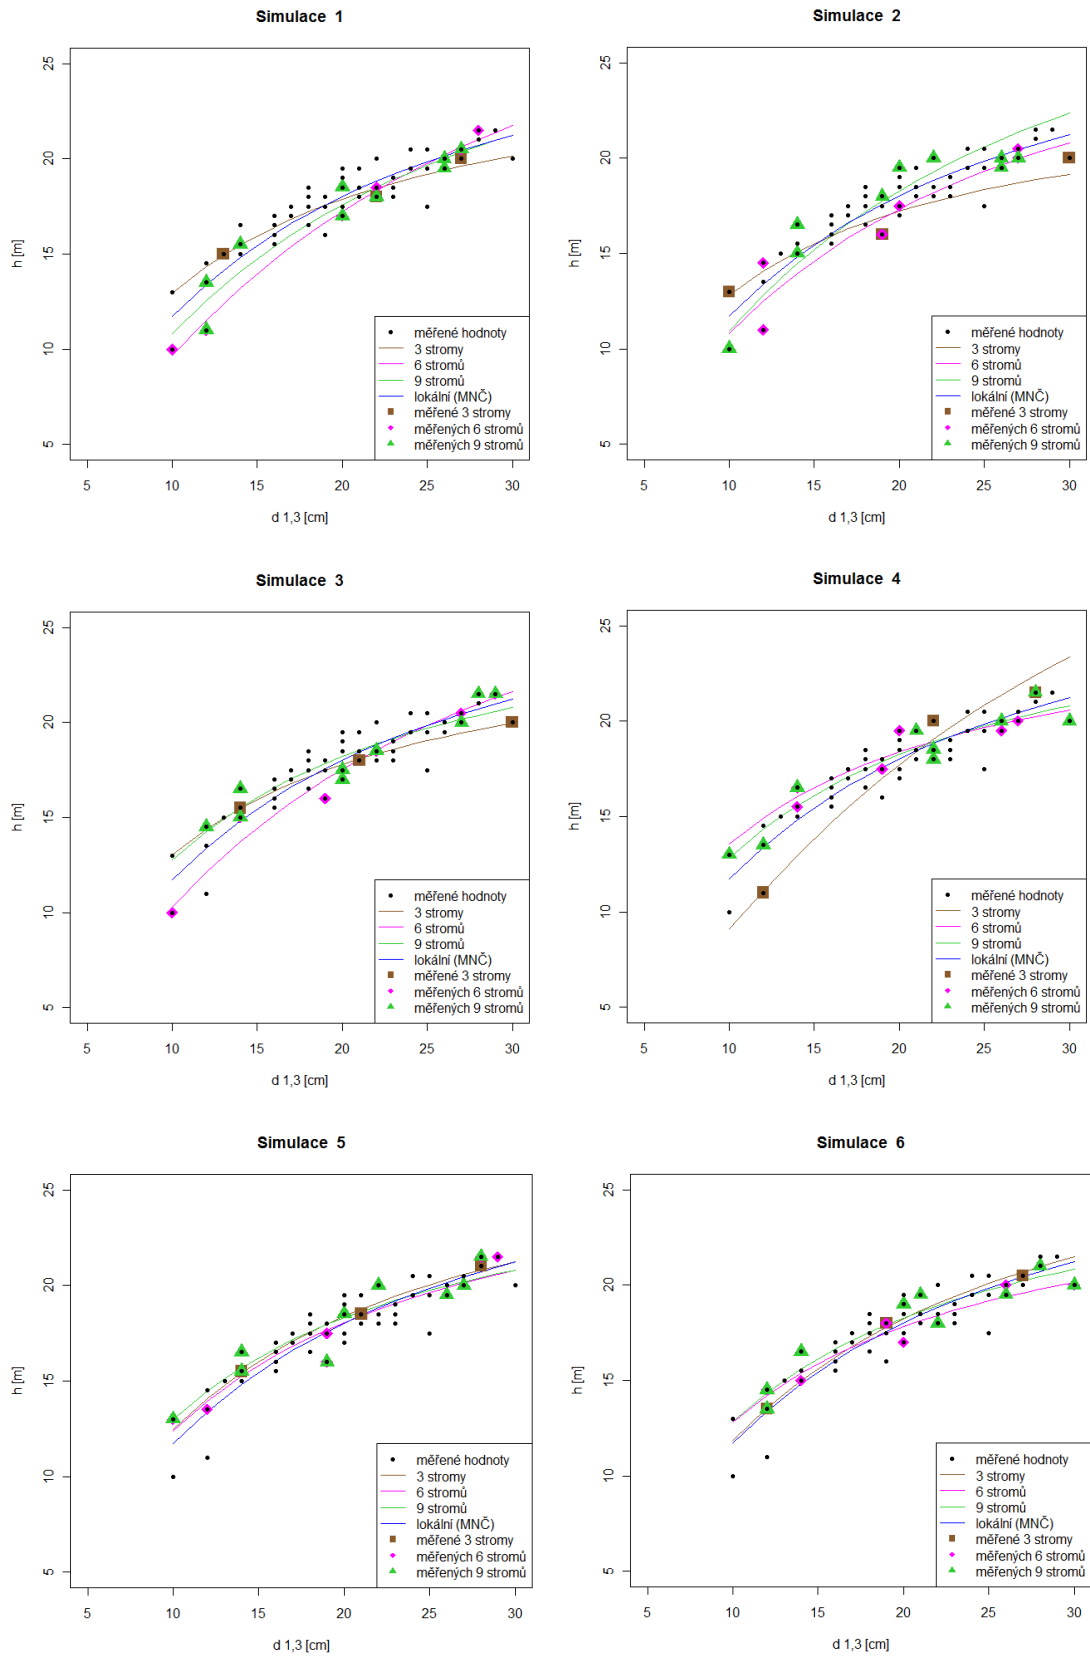 Simulace 1
25
20
15
10
5
h [m]
5 10 15 20 25 30
d 1,3 [cm]
měřené hodnoty
3 stromy
6 stromů
9 stromů
lokální (MNČ)
měřené 3 stromy
měřených 6 stromů
měřených 9 stromů
Simulace 2
25
20
15
10
5
h [m]
5 10 15 20 25 30
d 1,3 [cm]
měřené hodnoty
3 stromy
6 stromů
9 stromů
lokální (MNČ)
měřené 3 stromy
měřených 6 stromů
měřených 9 stromů
Simulace 3
25
20
15
10
5
h [m]
5 10 15 20 25 30
d 1,3 [cm]
měřené hodnoty
3 stromy
6 stromů
9 stromů
lokální (MNČ)
měřené 3 stromy
měřených 6 stromů
měřených 9 stromů
Simulace 4
25
20
15
10
5
h [m]
5 10 15 20 25 30
d 1,3 [cm]
měřené hodnoty
3 stromy
6 stromů
9 stromů
lokální (MNČ)
měřené 3 stromy
měřených 6 stromů
měřených 9 stromů
Simulace 5
25
20
15
10
5
h [m]
5 10 15 20 25 30
d 1,3 [cm]
měřené hodnoty
3 stromy
6 stromů
9 stromů
lokální (MNČ)
měřené 3 stromy
měřených 6 stromů
měřených 9 stromů
Simulace 6
25
20
15
10
5
h [m]
5 10 15 20 25 30
d 1,3 [cm]
měřené hodnoty
3 stromy
6 stromů
9 stromů
lokální (MNČ)
měřené 3 stromy
měřených 6 stromů
měřených 9 stromů